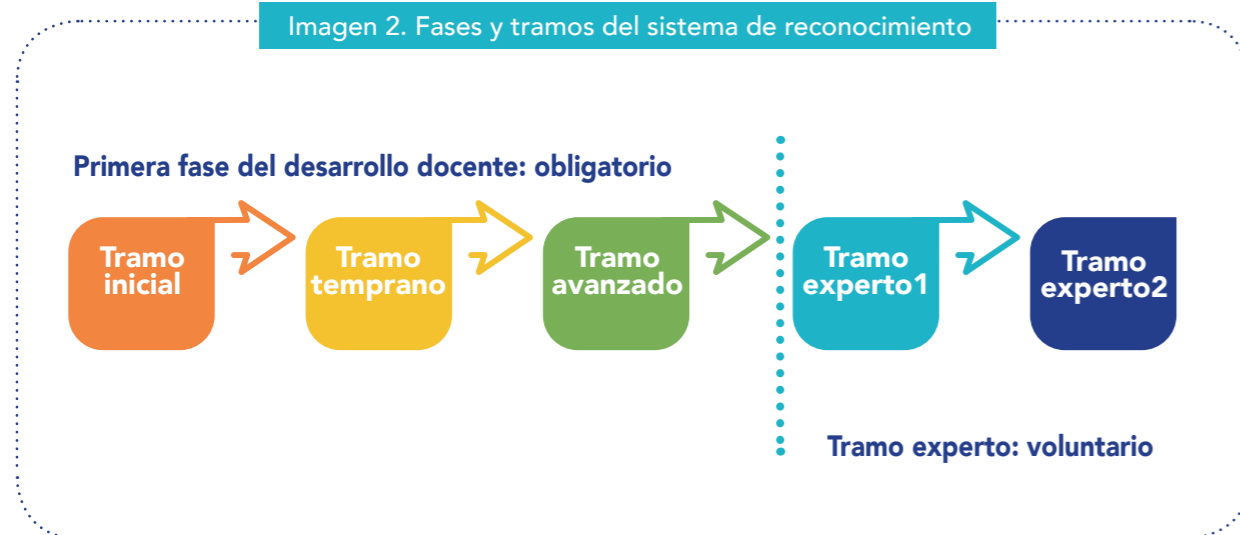 Imagen 2. Fases y tramos del sistema de reconocimiento
Primera fase del desarrollo docente: obligatorio
Tramo
inicial
Tramo
temprano
Tramo
avanzado
Tramo
experto1
Tramo
experto2
Tramo experto: voluntario